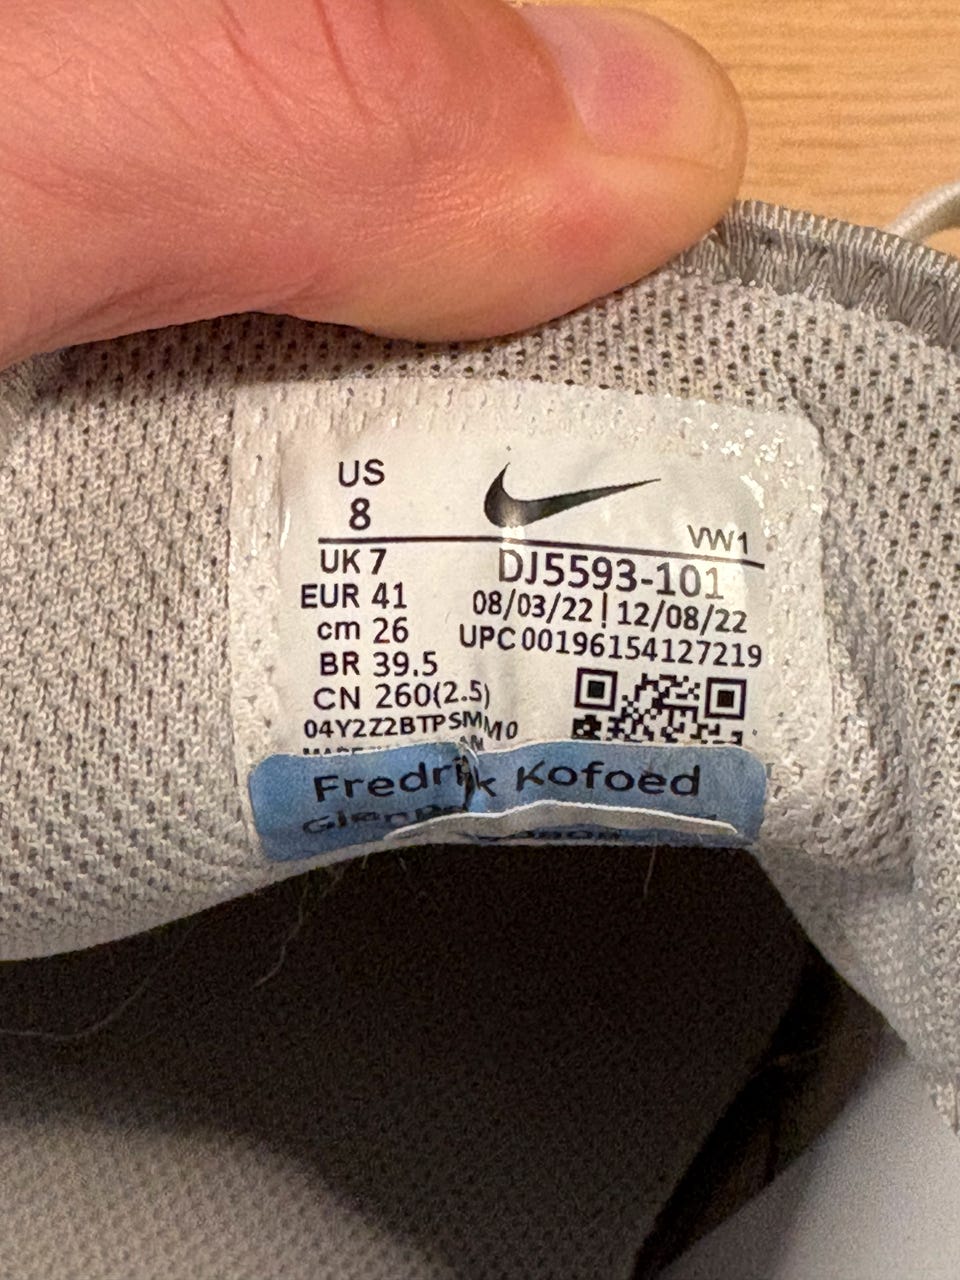 US
8
VW1
UK 7
DJ5593-101
EUR 41
08/03/22 | 12/08/22
cm 26
UPC 00196154127219
BR 39.5
CN 260(2.5)
04Y2Z2BTPSMM0
Fredrik Kofoed